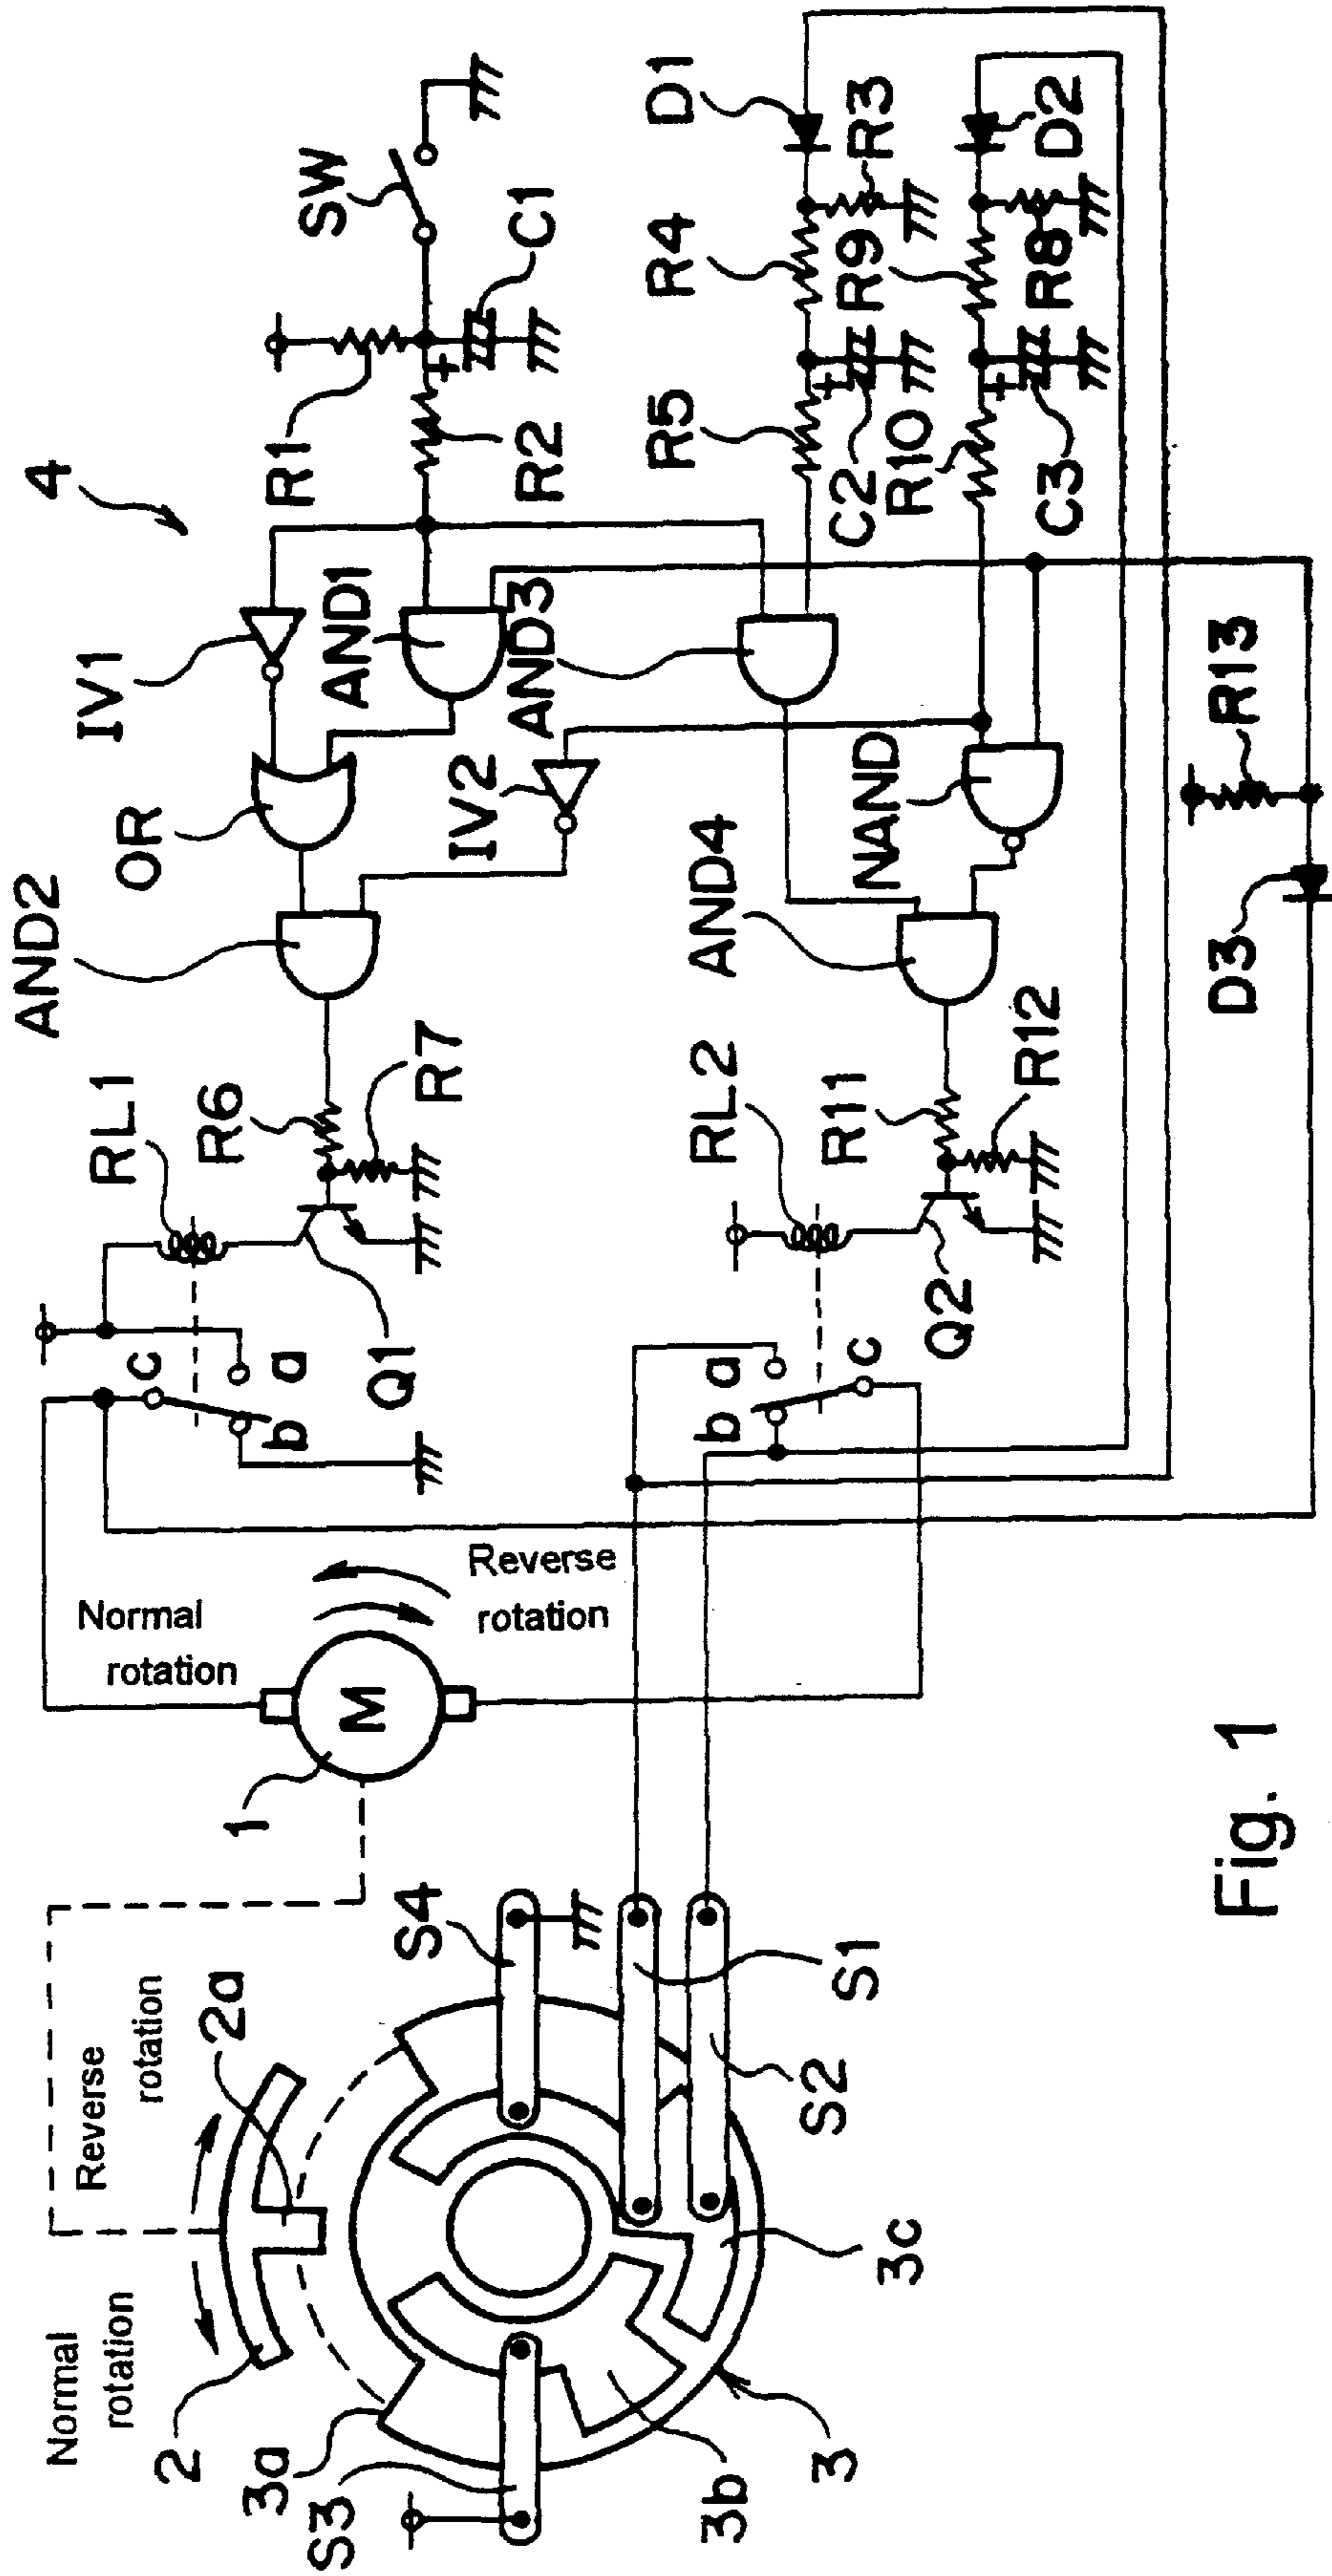 4
SW
R1
C1
R2
IV1
AND1
OR
AND2
AND3
IV2
R5
R4
D1
R3
C2
R9
R10
C3
R8
D2
NAND
AND4
R13
D3
RL1
R6
R7
Q1
c
a
b
RL2
R11
R12
Q2
a
b
c
Normal
rotation
Reverse
rotation
M
1
Reverse
rotation
Normal
rotation
2
2a
3a
S3
S4
S1
S2
3b
3c
3
+
+
+
Fig. 1